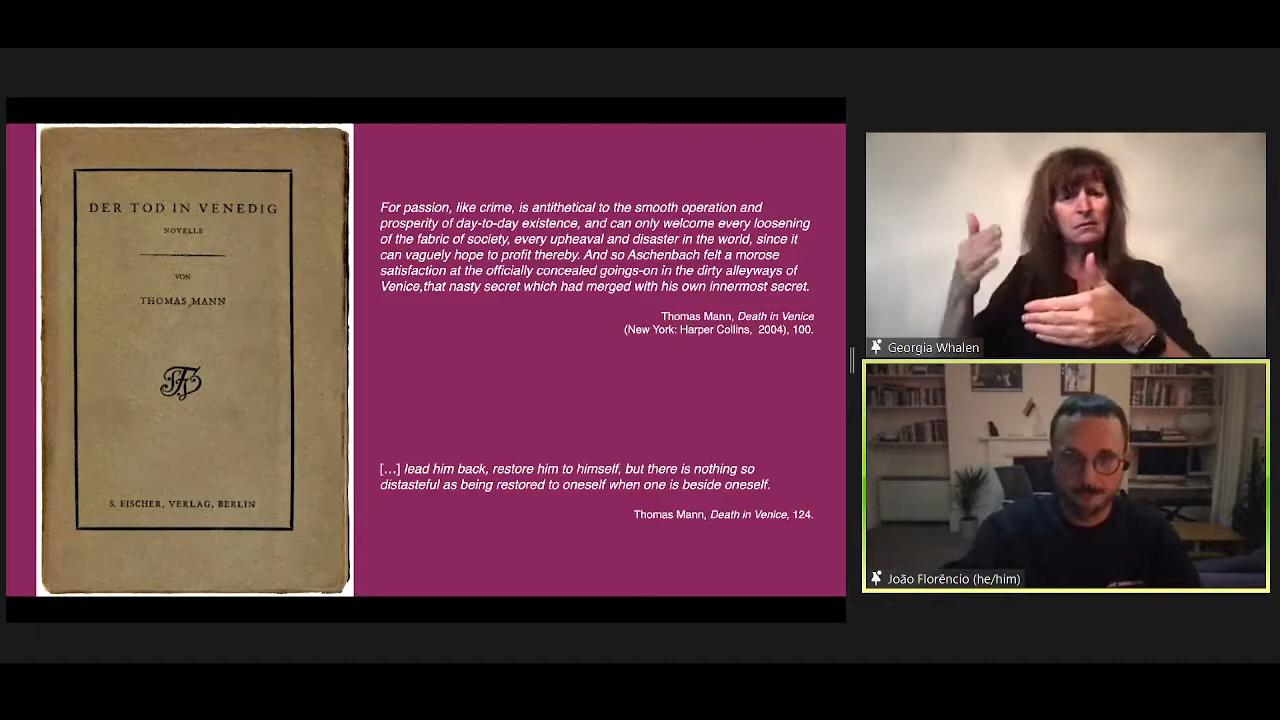 DER TOD IN VENEDIG
NOVELLE
VON
THOMAS MANN
S. FISCHER, VERLAG, BERLIN
For passion, like crime, is antithetical to the smooth operation and
prosperity of day-to-day existence, and can only welcome every loosening
of the fabric of society, every upheaval and disaster in the world, since it
can vaguely hope to profit thereby. And so Aschenbach felt a morose
satisfaction at the officially concealed goings-on in the dirty alleyways of
Venice,that nasty secret which had merged with his own innermost secret.
Thomas Mann, Death in Venice
(New York: Harper Collins, 2004), 100.
[...] lead him back, restore him to himself, but there is nothing so
distasteful as being restored to oneself when one is beside oneself.
Thomas Mann, Death in Venice, 124.
Georgia Whalen
João Florêncio (he/him)